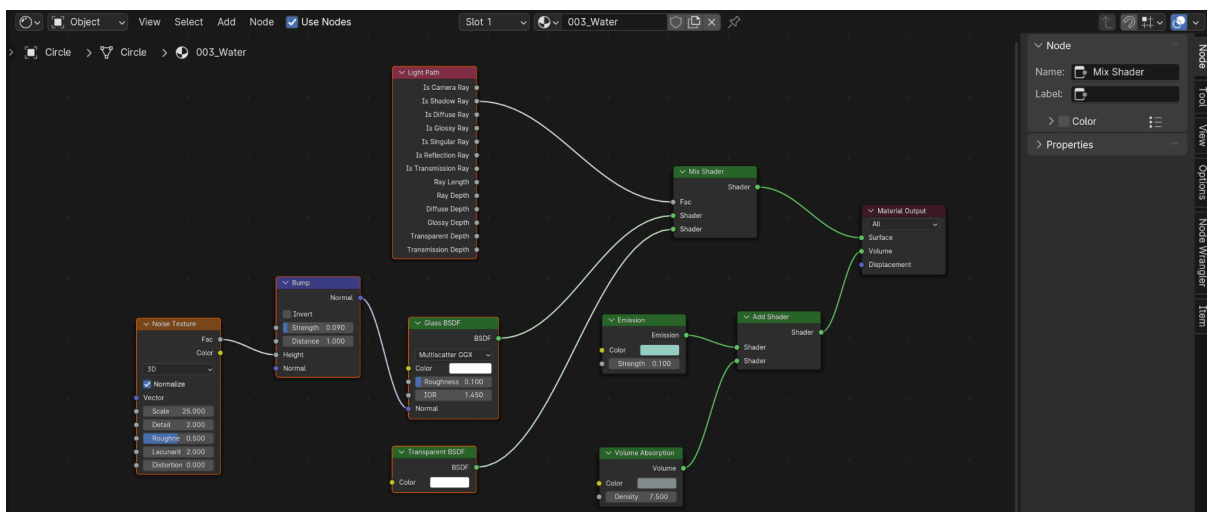 Object View Select Add Node Use Nodes Slot 1 003_Water
Circle > Circle > 003_Water
Node
Name: Mix Shader
Label:
Color
Properties
Node
Tool
View
Options
Node Wrangler
Item
Light Path
Is Camera Ray
Is Shadow Ray
Is Diffuse Ray
Is Glossy Ray
Is Singular Ray
Is Reflection Ray
Is Transmission Ray
Ray Length
Ray Depth
Diffuse Depth
Glossy Depth
Transparent Depth
Transmission Depth
Mix Shader
Shader
Fac
Shader
Shader
Material Output
All
Surface
Volume
Displacement
Bump
Normal
Invert
Strength 0.090
Distance 1.000
Height
Normal
Noise Texture
Fac
Color
3D
Normalize
Vector
Scale 25.000
Detail 2.000
Roughne 0.500
Lacunarit 2.000
Distortion 0.000
Glass BSDF
BSDF
Multiscatter GGX
Color
Roughness 0.100
IOR 1.450
Normal
Transparent BSDF
BSDF
Color
Emission
Emission
Color
Strength 0.100
Add Shader
Shader
Shader
Shader
Volume Absorption
Volume
Color
Density 7.500